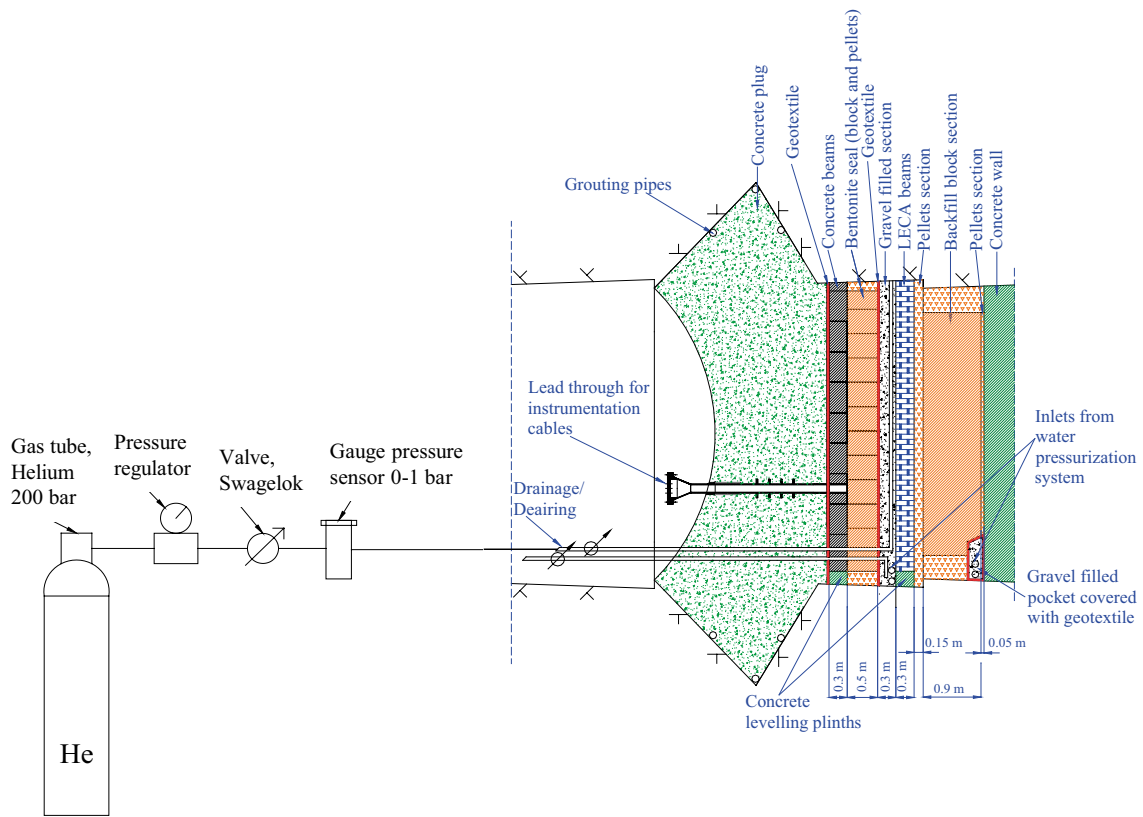 Concrete plug
Geotextile
Concrete beams
Bentonite seal (block and pellets)
Geotextile
Gravel filled section
LECA beams
Pellets section
Backfill block section
Pellets section
Concrete wall
Grouting pipes
Lead through for
instrumentation
cables
Inlets from
water
pressurization
system
Gas tube,
Helium
200 bar
Pressure
regulator
Valve,
Swagelok
Gauge pressure
sensor 0-1 bar
Drainage/
Deairing
Gravel filled
pocket covered
with geotextile
0.15 m
0.05 m
0.3 m
0.5 m
0.3 m
0.3 m
0.9 m
Concrete
levelling plinths
He